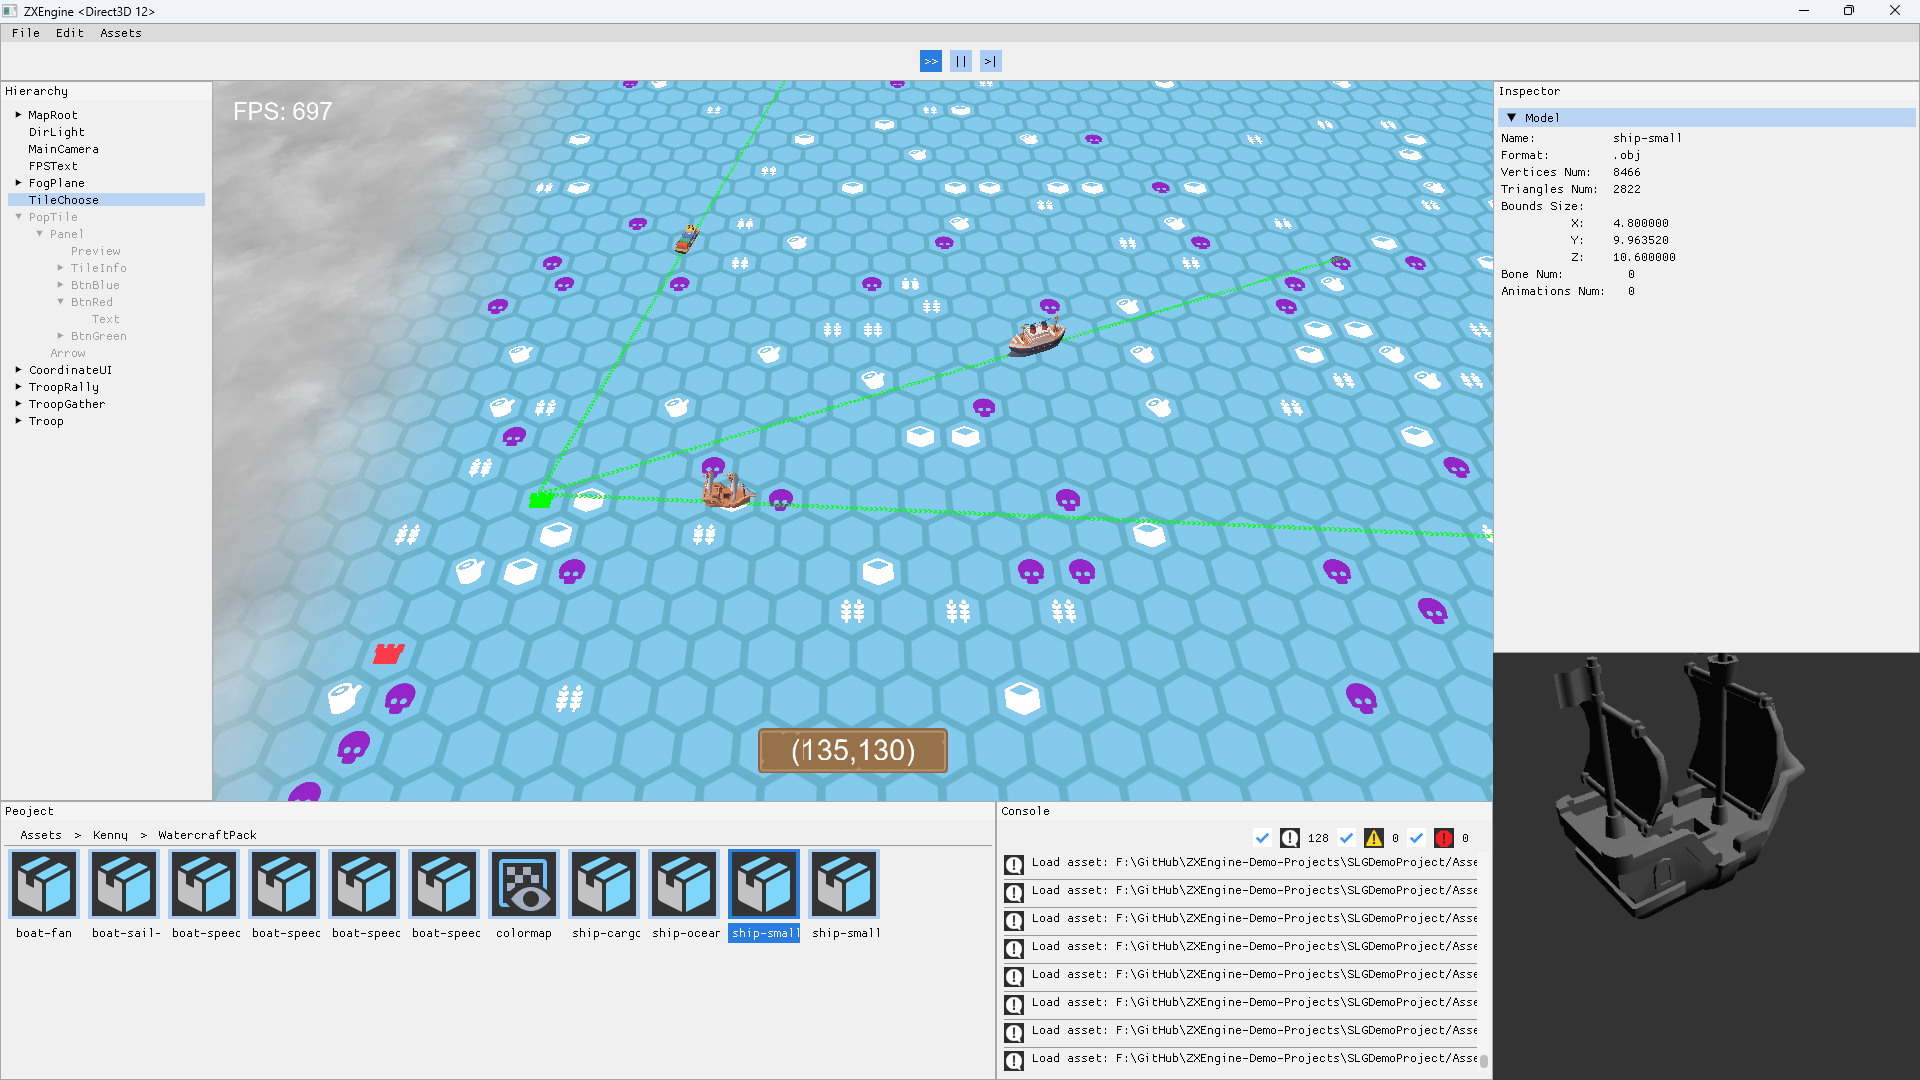 ZXEngine <Direct3D 12>
File Edit Assets
>> || >|
Hierarchy
MapRoot
DirLight
MainCamera
FPSText
FogPlane
TileChoose
PopTile
Panel
Preview
TileInfo
BtnBlue
BtnRed
Text
BtnGreen
Arrow
CoordinateUI
TroopRally
TroopGather
Troop
FPS: 697
(135,130)
Inspector
Model
Name: ship-small
Format: .obj
Vertices Num: 8466
Triangles Num: 2822
Bounds Size:
X: 4.800000
Y: 9.963520
Z: 10.600000
Bone Num: 0
Animations Num: 0
Peoject
Assets > Kenny > WatercraftPack
boat-fan boat-sail- boat-speec boat-speec boat-speec boat-speec colormap ship-cargo ship-ocear ship-small ship-small
Console
128 0 0
Load asset: F:\GitHub\ZXEngine-Demo-Projects\SLGDemoProject/Asse
Load asset: F:\GitHub\ZXEngine-Demo-Projects\SLGDemoProject/Asse
Load asset: F:\GitHub\ZXEngine-Demo-Projects\SLGDemoProject/Asse
Load asset: F:\GitHub\ZXEngine-Demo-Projects\SLGDemoProject/Asse
Load asset: F:\GitHub\ZXEngine-Demo-Projects\SLGDemoProject/Asse
Load asset: F:\GitHub\ZXEngine-Demo-Projects\SLGDemoProject/Asse
Load asset: F:\GitHub\ZXEngine-Demo-Projects\SLGDemoProject/Asse
Load asset: F:\GitHub\ZXEngine-Demo-Projects\SLGDemoProject/Asse